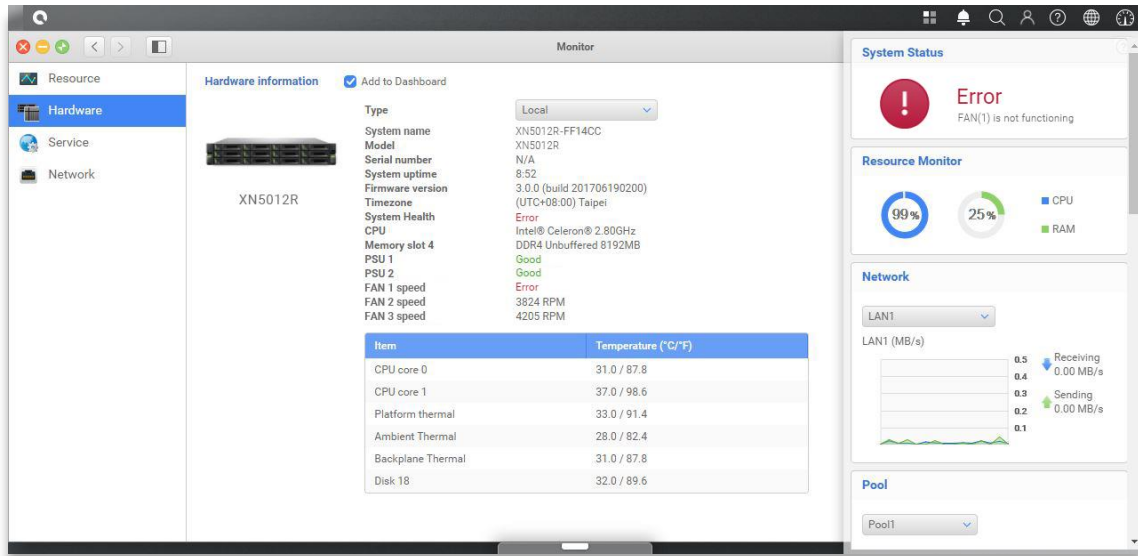 Monitor
Resource
Hardware
Service
Network
Hardware information
Add to Dashboard
XN5012R
Type Local
System name XN5012R-FF14CC
Model XN5012R
Serial number N/A
System uptime 8:52
Firmware version 3.0.0 (build 201706190200)
Timezone (UTC+08:00) Taipei
System Health Error
CPU Intel® Celeron® 2.80GHz
Memory slot 4 DDR4 Unbuffered 8192MB
PSU 1 Good
PSU 2 Good
FAN 1 speed Error
FAN 2 speed 3824 RPM
FAN 3 speed 4205 RPM
Item Temperature (°C/°F)
CPU core 0 31.0 / 87.8
CPU core 1 37.0 / 98.6
Platform thermal 33.0 / 91.4
Ambient Thermal 28.0 / 82.4
Backplane Thermal 31.0 / 87.8
Disk 18 32.0 / 89.6
System Status
Error
FAN(1) is not functioning
Resource Monitor
99%
25%
CPU
RAM
Network
LAN1
LAN1 (MB/s)
0.5
0.4
0.3
0.2
0.1
Receiving
0.00 MB/s
Sending
0.00 MB/s
Pool
Pool1